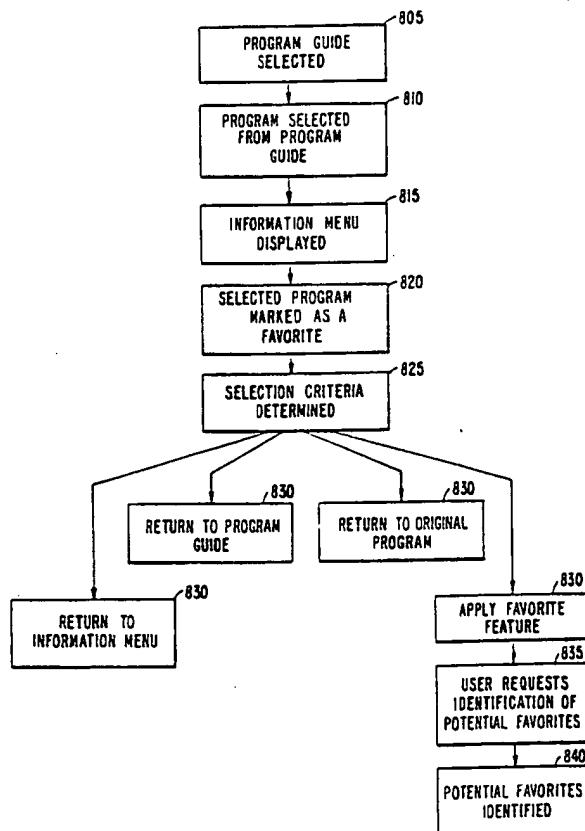 805
PROGRAM GUIDE
SELECTED
810
PROGRAM SELECTED
FROM PROGRAM
GUIDE
815
INFORMATION MENU
DISPLAYED
820
SELECTED PROGRAM
MARKED AS A
FAVORITE
825
SELECTION CRITERIA
DETERMINED
830
RETURN TO PROGRAM
GUIDE
830
RETURN TO ORIGINAL
PROGRAM
830
RETURN TO
INFORMATION MENU
830
APPLY FAVORITE
FEATURE
835
USER REQUESTS
IDENTIFICATION OF
POTENTIAL FAVORITES
840
POTENTIAL FAVORITES
IDENTIFIED